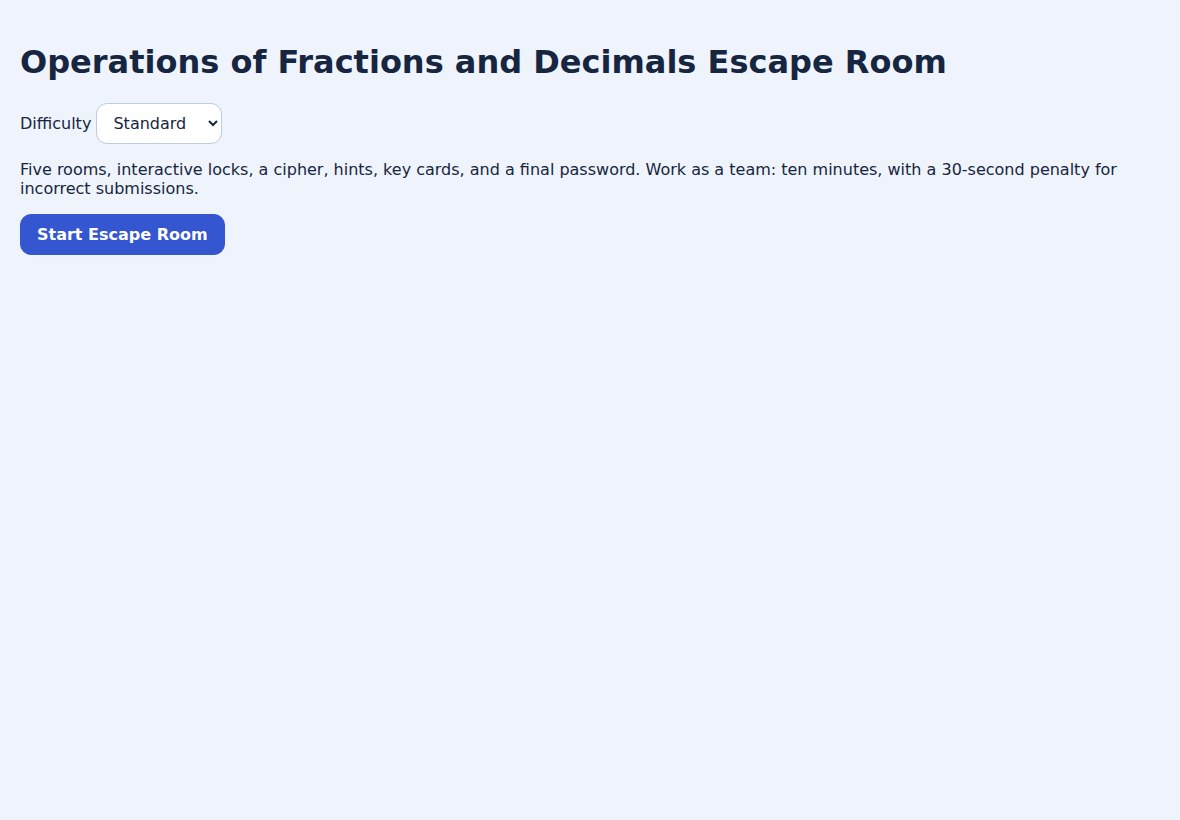 Operations of Fractions and Decimals Escape Room
Difficulty Standard
Five rooms, interactive locks, a cipher, hints, key cards, and a final password. Work as a team: ten minutes, with a 30-second penalty for
incorrect submissions.
Start Escape Room